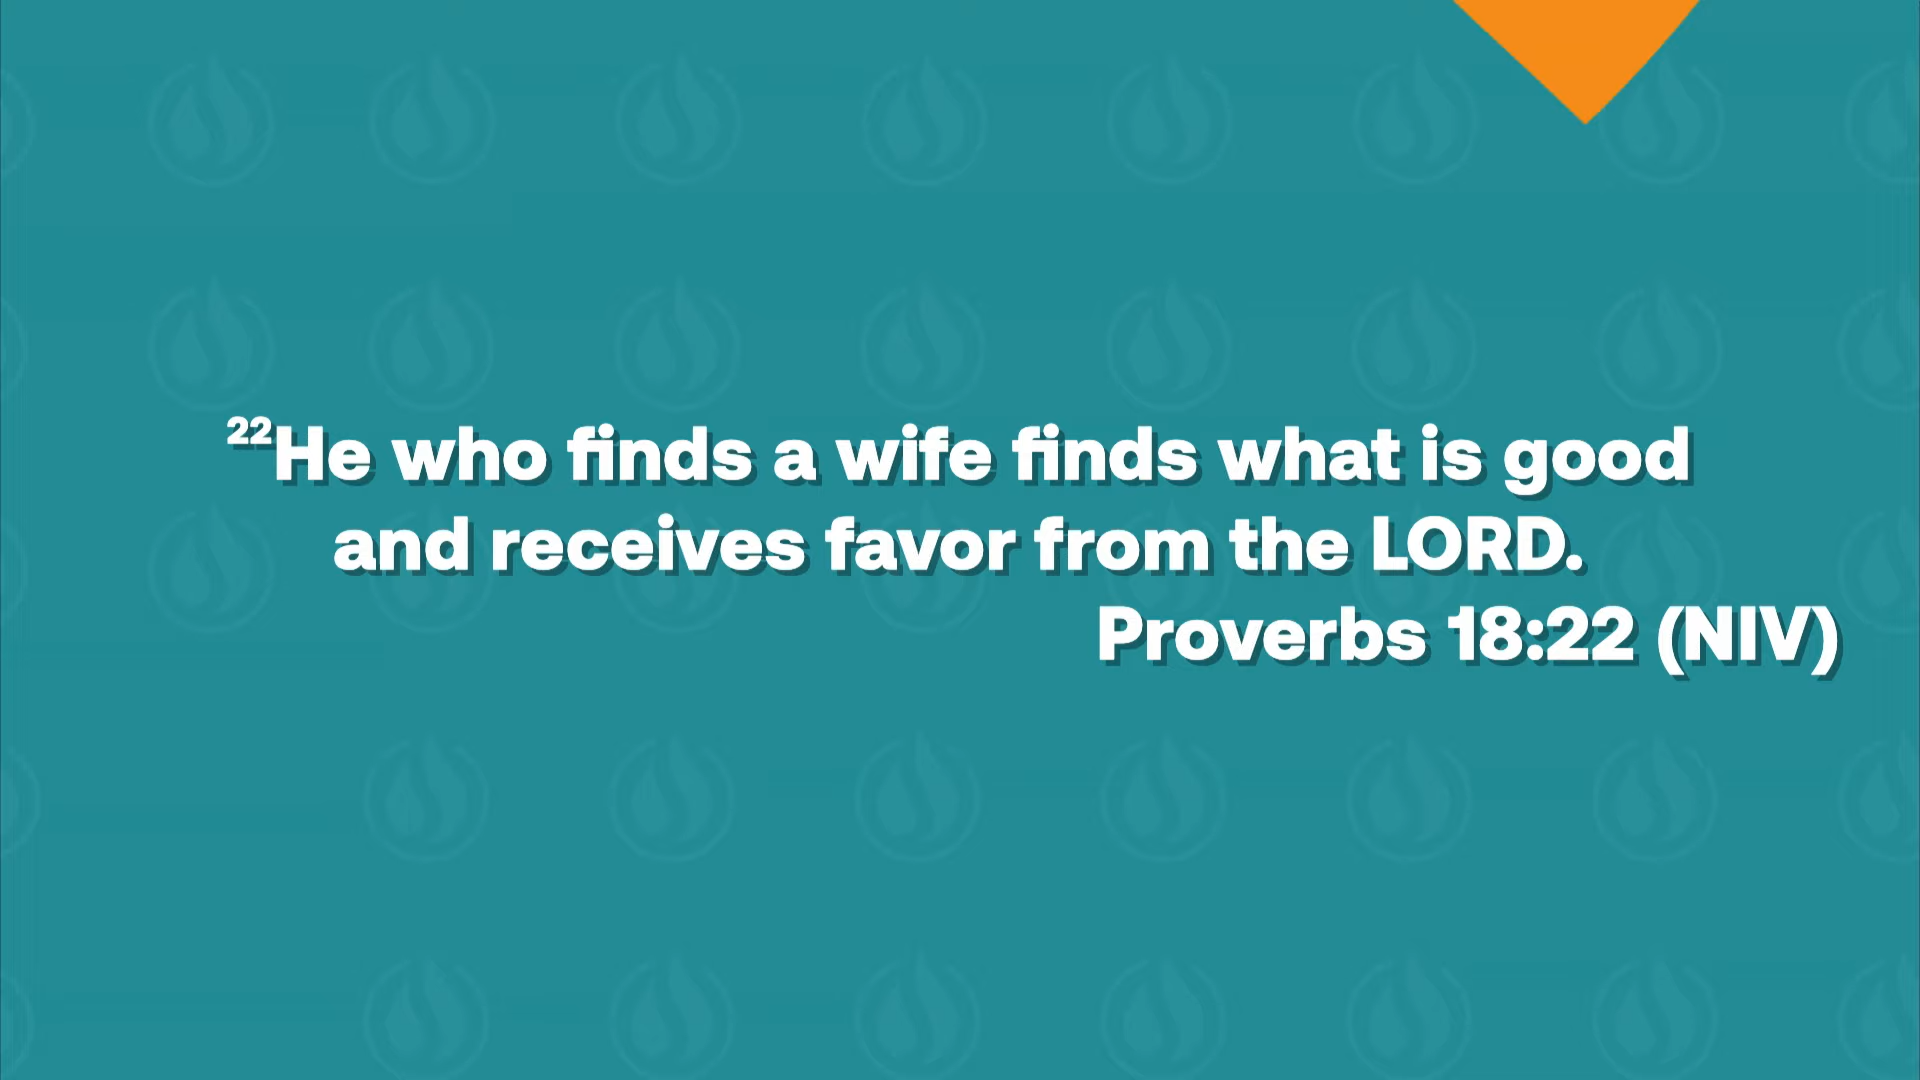 ²²He who finds a wife finds what is good
and receives favor from the LORD.
Proverbs 18:22 (NIV)